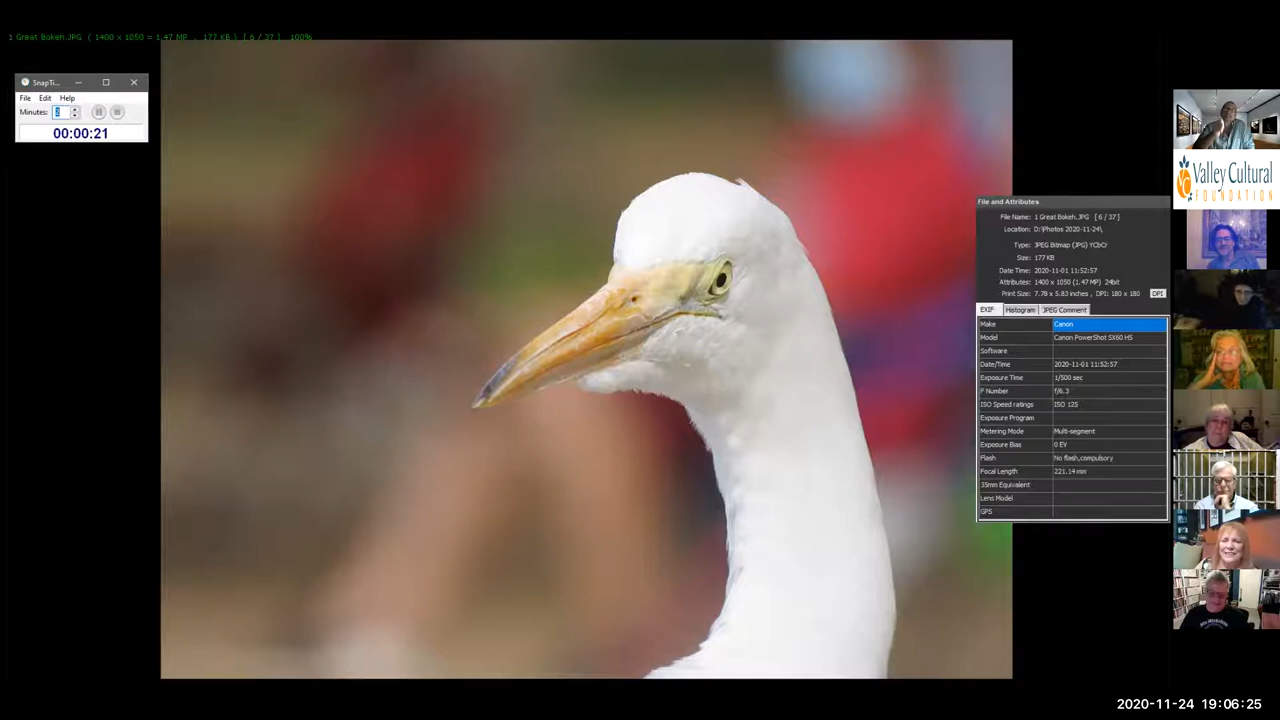 1 Great Bokeh.JPG ( 1400 x 1050 = 1.47 MP , 177 KB ) [ 6 / 37 ] 100%
SnapTi...
File Edit Help
Minutes:
00:00:21
Valley Cultural
FOUNDATION
File and Attributes
File Name: 1 Great Bokeh.JPG [ 6 / 37 ]
Location: D:\Photos 2020-11-24\
Type: JPEG Bitmap (JPG) YCbCr
Size: 177 KB
Date Time: 2020-11-01 11:52:57
Attributes: 1400 x 1050 (1.47 MP) 24bit
Print Size: 7.78 x 5.83 inches , DPI: 180 x 180 DPI
EXIF Histogram JPEG Comment
Make Canon
Model Canon PowerShot SX60 HS
Software
Date/Time 2020-11-01 11:52:57
Exposure Time 1/500 sec
F Number f/6.3
ISO Speed ratings ISO 125
Exposure Program
Metering Mode Multi-segment
Exposure Bias 0 EV
Flash No flash,compulsory
Focal Length 221.14 mm
35mm Equivalent
Lens Model
GPS
2020-11-24 19:06:25